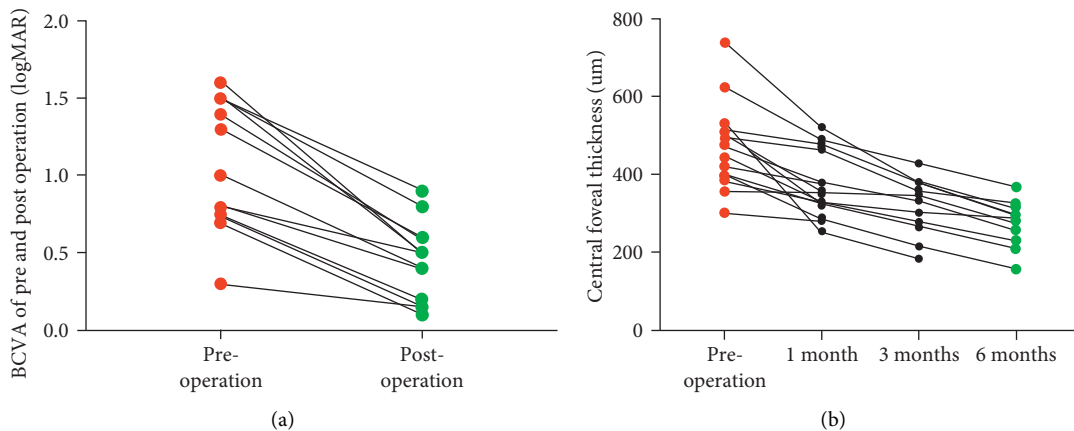 BCVA of pre and post operation (logMAR)
2.0
1.5
1.0
0.5
0.0
Pre-
operation
Post-
operation
(a)
Central foveal thickness (um)
800
600
400
200
0
Pre-
operation
1 month
3 months
6 months
(b)